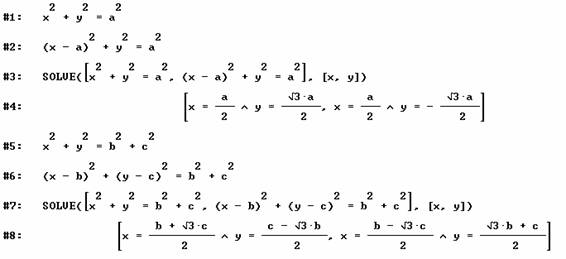 #1: x² + y² = a²
#2: (x - a)² + y² = a²
#3: SOLVE([x² + y² = a², (x - a)² + y² = a²], [x, y])
#4: [x = a/2 ∧ y = √3·a/2, x = a/2 ∧ y = - √3·a/2]
#5: x² + y² = b² + c²
#6: (x - b)² + (y - c)² = b² + c²
#7: SOLVE([x² + y² = b² + c², (x - b)² + (y - c)² = b² + c²], [x, y])
#8: [x = (b + √3·c)/2 ∧ y = (c - √3·b)/2, x = (b - √3·c)/2 ∧ y = (√3·b + c)/2]